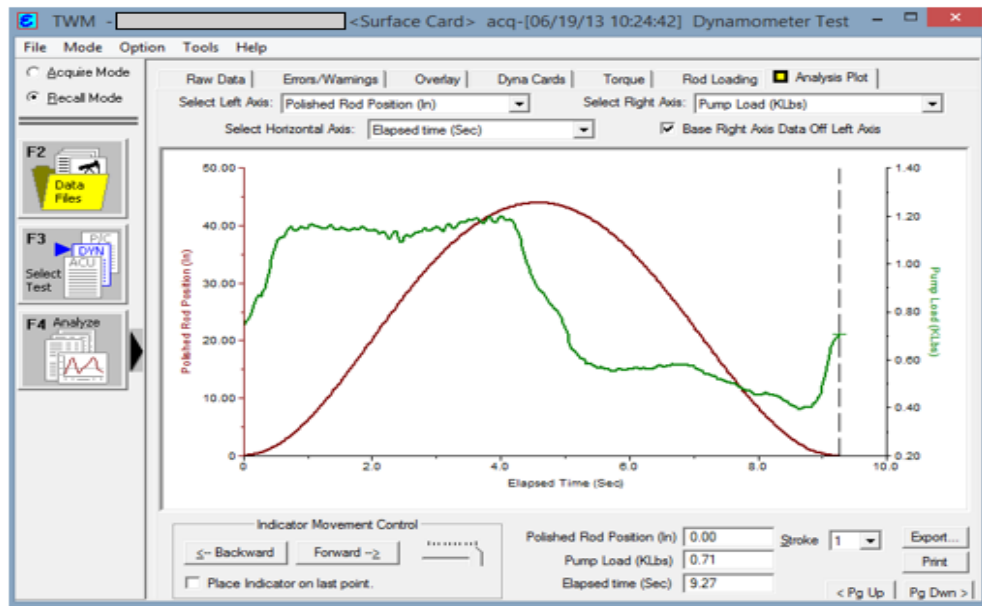 TWM - <Surface Card> acq-[06/19/13 10:24:42] Dynamometer Test
File Mode Option Tools Help
Acquire Mode
Recall Mode
F2
Data
Files
F3
P/C
DYN
ACU
Select
Test
F4 Analyze
Raw Data Errors/Warnings Overlay Dyna Cards Torque Rod Loading Analysis Plot
Select Left Axis: Polished Rod Position (In) Select Right Axis: Pump Load (KLbs)
Select Horizontal Axis: Elapsed time (Sec) Base Right Axis Data Off Left Axis
50.00
40.00
30.00
20.00
10.00
0
Polished Rod Position (In)
1.40
1.20
1.00
0.80
0.60
0.40
0.20
Pump Load (KLbs)
0 2.0 4.0 6.0 8.0 10.0
Elapsed Time (Sec)
Indicator Movement Control
<-- Backward Forward -->
Place Indicator on last point.
Polished Rod Position (In) 0.00
Pump Load (KLbs) 0.71
Elapsed time (Sec) 9.27
Stroke 1
Export...
Print
< Pg Up Pg Dwn >